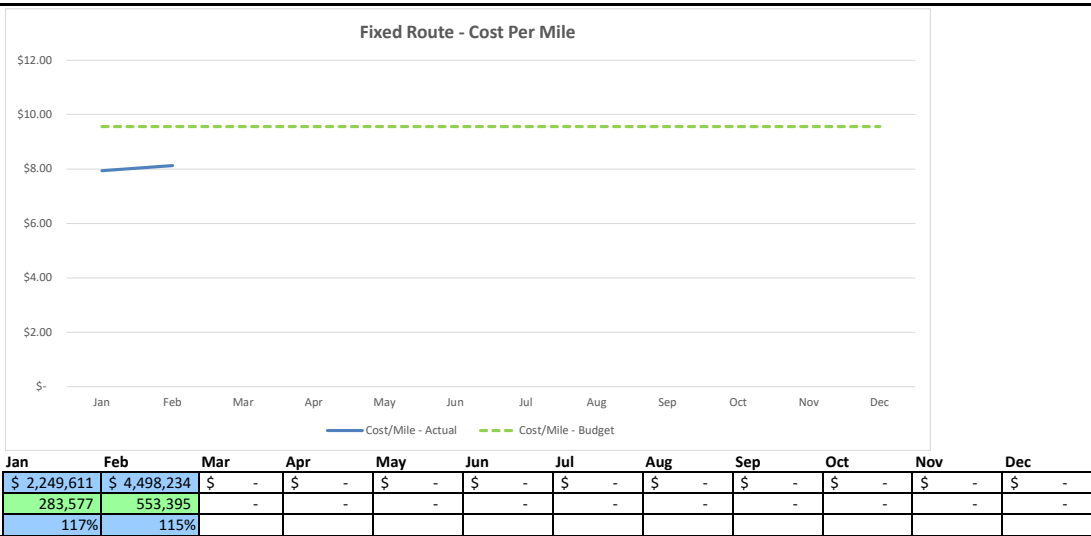 Fixed Route - Cost Per Mile
$12.00
$10.00
$8.00
$6.00
$4.00
$2.00
$-
Jan Feb Mar Apr May Jun Jul Aug Sep Oct Nov Dec
Cost/Mile - Actual Cost/Mile - Budget
Jan Feb Mar Apr May Jun Jul Aug Sep Oct Nov Dec
$ 2,249,611 $ 4,498,234 $ - $ - $ - $ - $ - $ - $ - $ - $ - $ -
283,577 553,395 - - - - - - - - - -
117% 115%